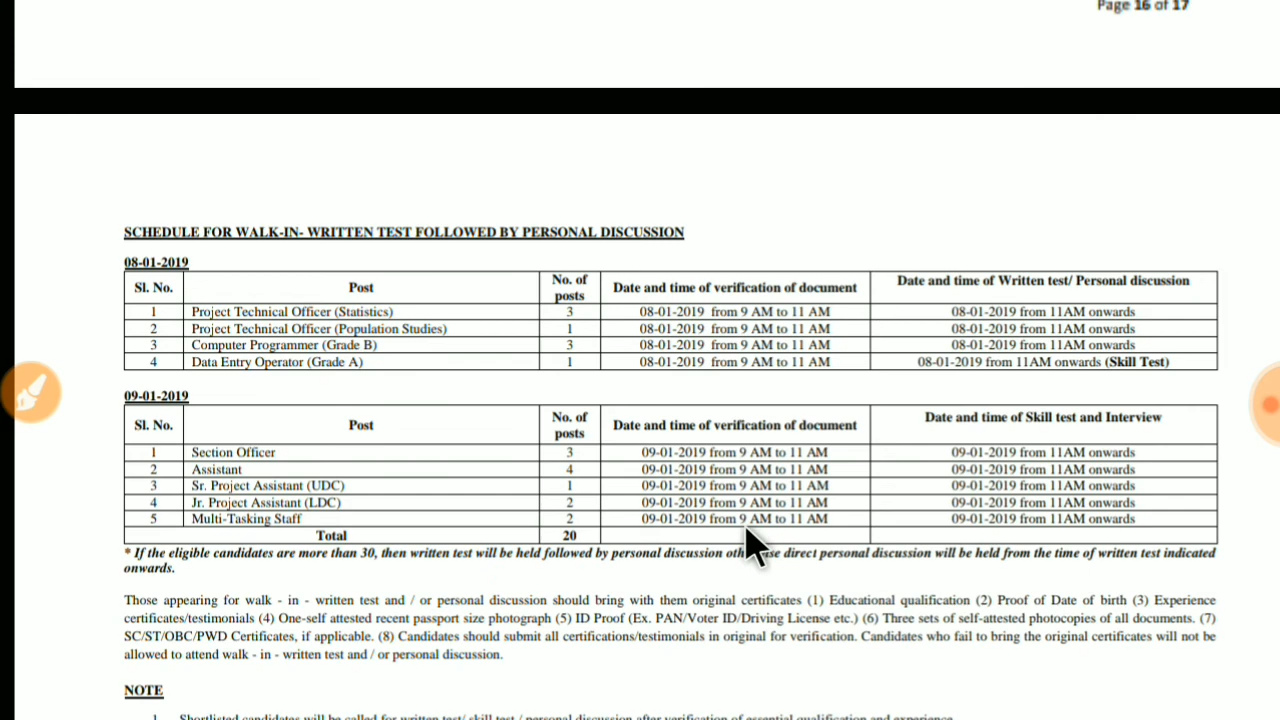 Page 16 of 17
SCHEDULE FOR WALK-IN- WRITTEN TEST FOLLOWED BY PERSONAL DISCUSSION
08-01-2019
Sl. No. Post No. of posts Date and time of verification of document Date and time of Written test/ Personal discussion
1 Project Technical Officer (Statistics) 3 08-01-2019 from 9 AM to 11 AM 08-01-2019 from 11AM onwards
2 Project Technical Officer (Population Studies) 1 08-01-2019 from 9 AM to 11 AM 08-01-2019 from 11AM onwards
3 Computer Programmer (Grade B) 3 08-01-2019 from 9 AM to 11 AM 08-01-2019 from 11AM onwards
4 Data Entry Operator (Grade A) 1 08-01-2019 from 9 AM to 11 AM 08-01-2019 from 11AM onwards (Skill Test)
09-01-2019
Sl. No. Post No. of posts Date and time of verification of document Date and time of Skill test and Interview
1 Section Officer 3 09-01-2019 from 9 AM to 11 AM 09-01-2019 from 11AM onwards
2 Assistant 4 09-01-2019 from 9 AM to 11 AM 09-01-2019 from 11AM onwards
3 Sr. Project Assistant (UDC) 1 09-01-2019 from 9 AM to 11 AM 09-01-2019 from 11AM onwards
4 Jr. Project Assistant (LDC) 2 09-01-2019 from 9 AM to 11 AM 09-01-2019 from 11AM onwards
5 Multi-Tasking Staff 2 09-01-2019 from 9 AM to 11 AM 09-01-2019 from 11AM onwards
Total 20
* If the eligible candidates are more than 30, then written test will be held followed by personal discussion direct personal discussion will be held from the time of written test indicated
onwards.
Those appearing for walk - in - written test and / or personal discussion should bring with them original certificates (1) Educational qualification (2) Proof of Date of birth (3) Experience
certificates/testimonials (4) One-self attested recent passport size photograph (5) ID Proof (Ex. PAN/Voter ID/Driving License etc.) (6) Three sets of self-attested photocopies of all documents. (7)
SC/ST/OBC/PWD Certificates, if applicable. (8) Candidates should submit all certifications/testimonials in original for verification. Candidates who fail to bring the original certificates will not be
allowed to attend walk - in - written test and / or personal discussion.
NOTE
1. Shortlisted candidates will be called for written test/ skill test / personal discussion after verification of essential qualification and experience